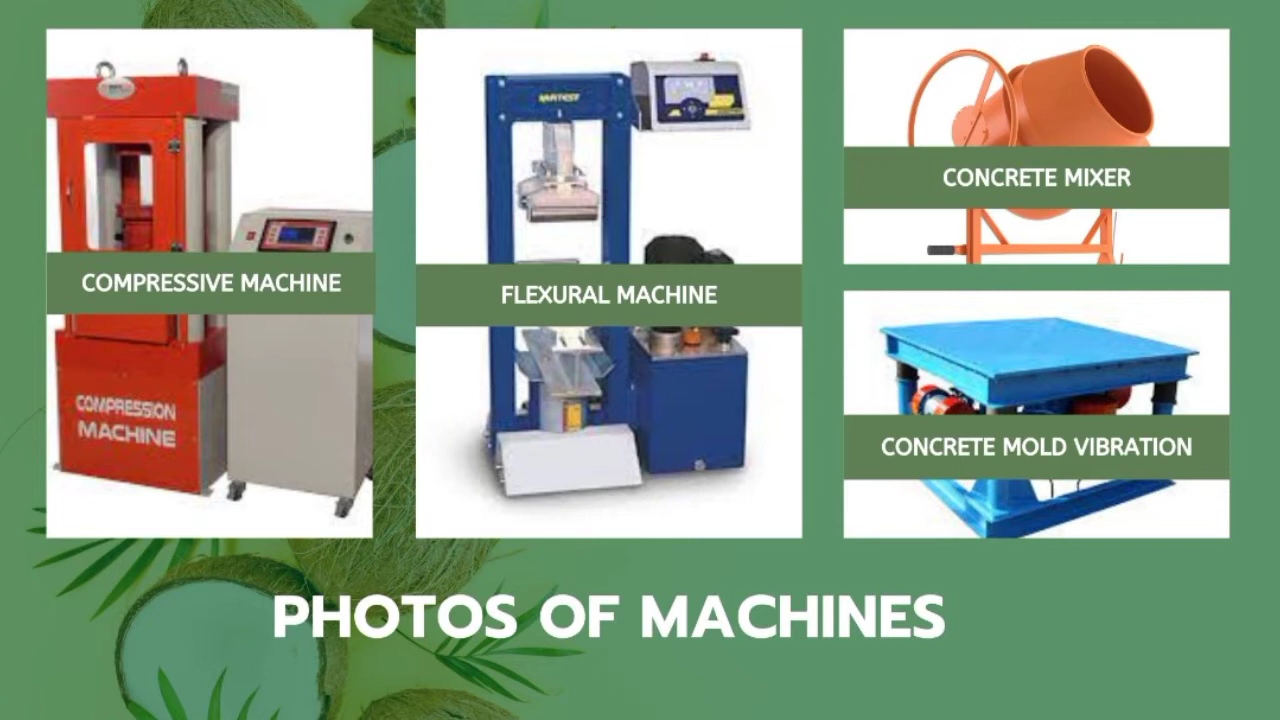 COMPRESSIVE MACHINE
COMPRESSION
MACHINE
FLEXURAL MACHINE
CONCRETE MIXER
CONCRETE MOLD VIBRATION
PHOTOS OF MACHINES